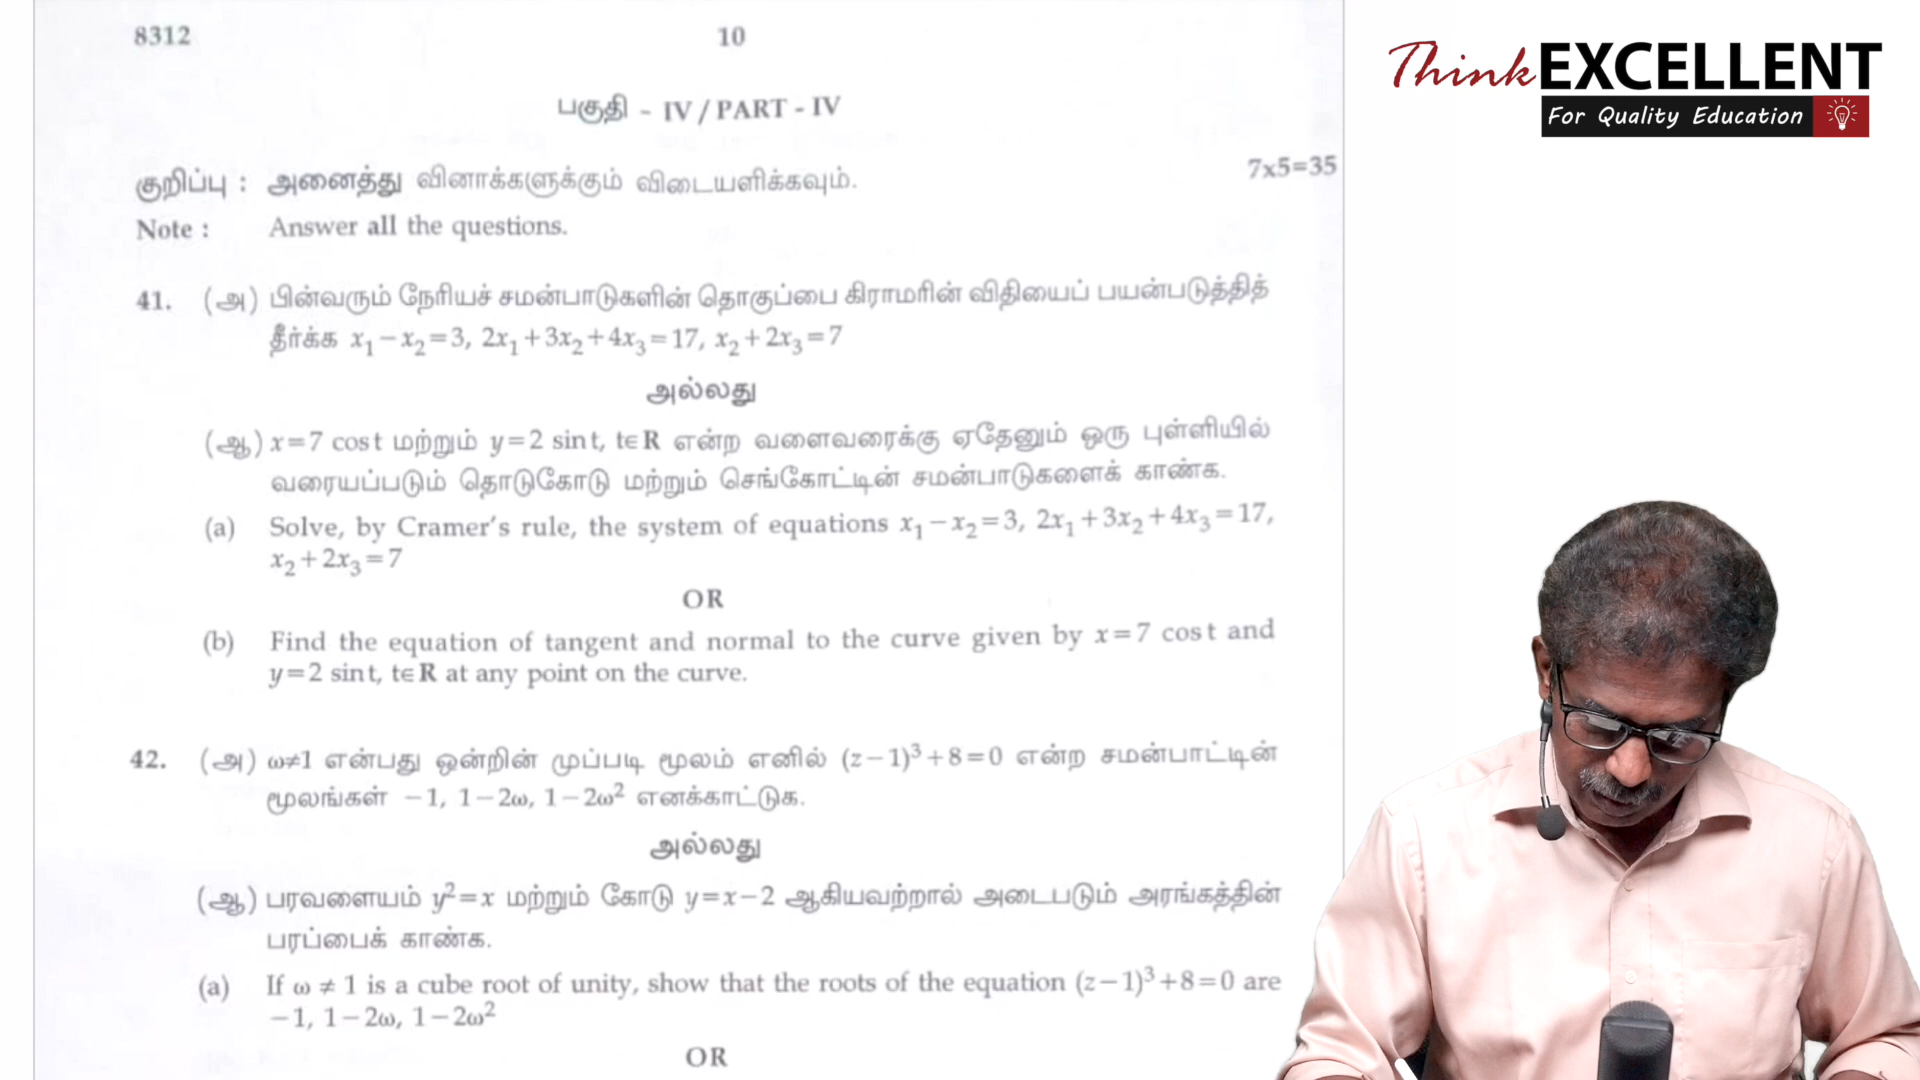 8312
10
Think EXCELLENT
For Quality Education
பகுதி - IV / PART - IV
குறிப்பு : அனைத்து வினாக்களுக்கும் விடையளிக்கவும். 7x5=35
Note : Answer all the questions.
41. (அ) பின்வரும் நேரியச் சமன்பாடுகளின் தொகுப்பை கிராமரின் விதியைப் பயன்படுத்தித்
தீர்க்க x₁−x₂=3, 2x₁+3x₂+4x₃=17, x₂+2x₃=7
அல்லது
(ஆ) x=7 cos t மற்றும் y=2 sin t, t∈R என்ற வளைவரைக்கு ஏதேனும் ஒரு புள்ளியில்
வரையப்படும் தொடுகோடு மற்றும் செங்கோட்டின் சமன்பாடுகளைக் காண்க.
(a) Solve, by Cramer's rule, the system of equations x₁−x₂=3, 2x₁+3x₂+4x₃=17,
x₂+2x₃=7
OR
(b) Find the equation of tangent and normal to the curve given by x=7 cos t and
y=2 sin t, t∈R at any point on the curve.
42. (அ) ω≠1 என்பது ஒன்றின் முப்படி மூலம் எனில் (z−1)³+8=0 என்ற சமன்பாட்டின்
மூலங்கள் −1, 1−2ω, 1−2ω² எனக்காட்டுக.
அல்லது
(ஆ) பரவளையம் y²=x மற்றும் கோடு y=x−2 ஆகியவற்றால் அடைபடும் அரங்கத்தின்
பரப்பைக் காண்க.
(a) If ω ≠ 1 is a cube root of unity, show that the roots of the equation (z−1)³+8=0 are
−1, 1−2ω, 1−2ω²
OR